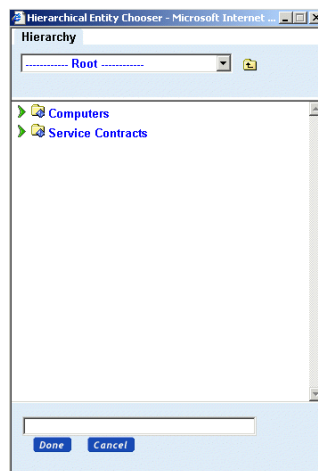 Hierarchical Entity Chooser - Microsoft Internet ...
Hierarchy
------------ Root ------------
Computers
Service Contracts
Done Cancel